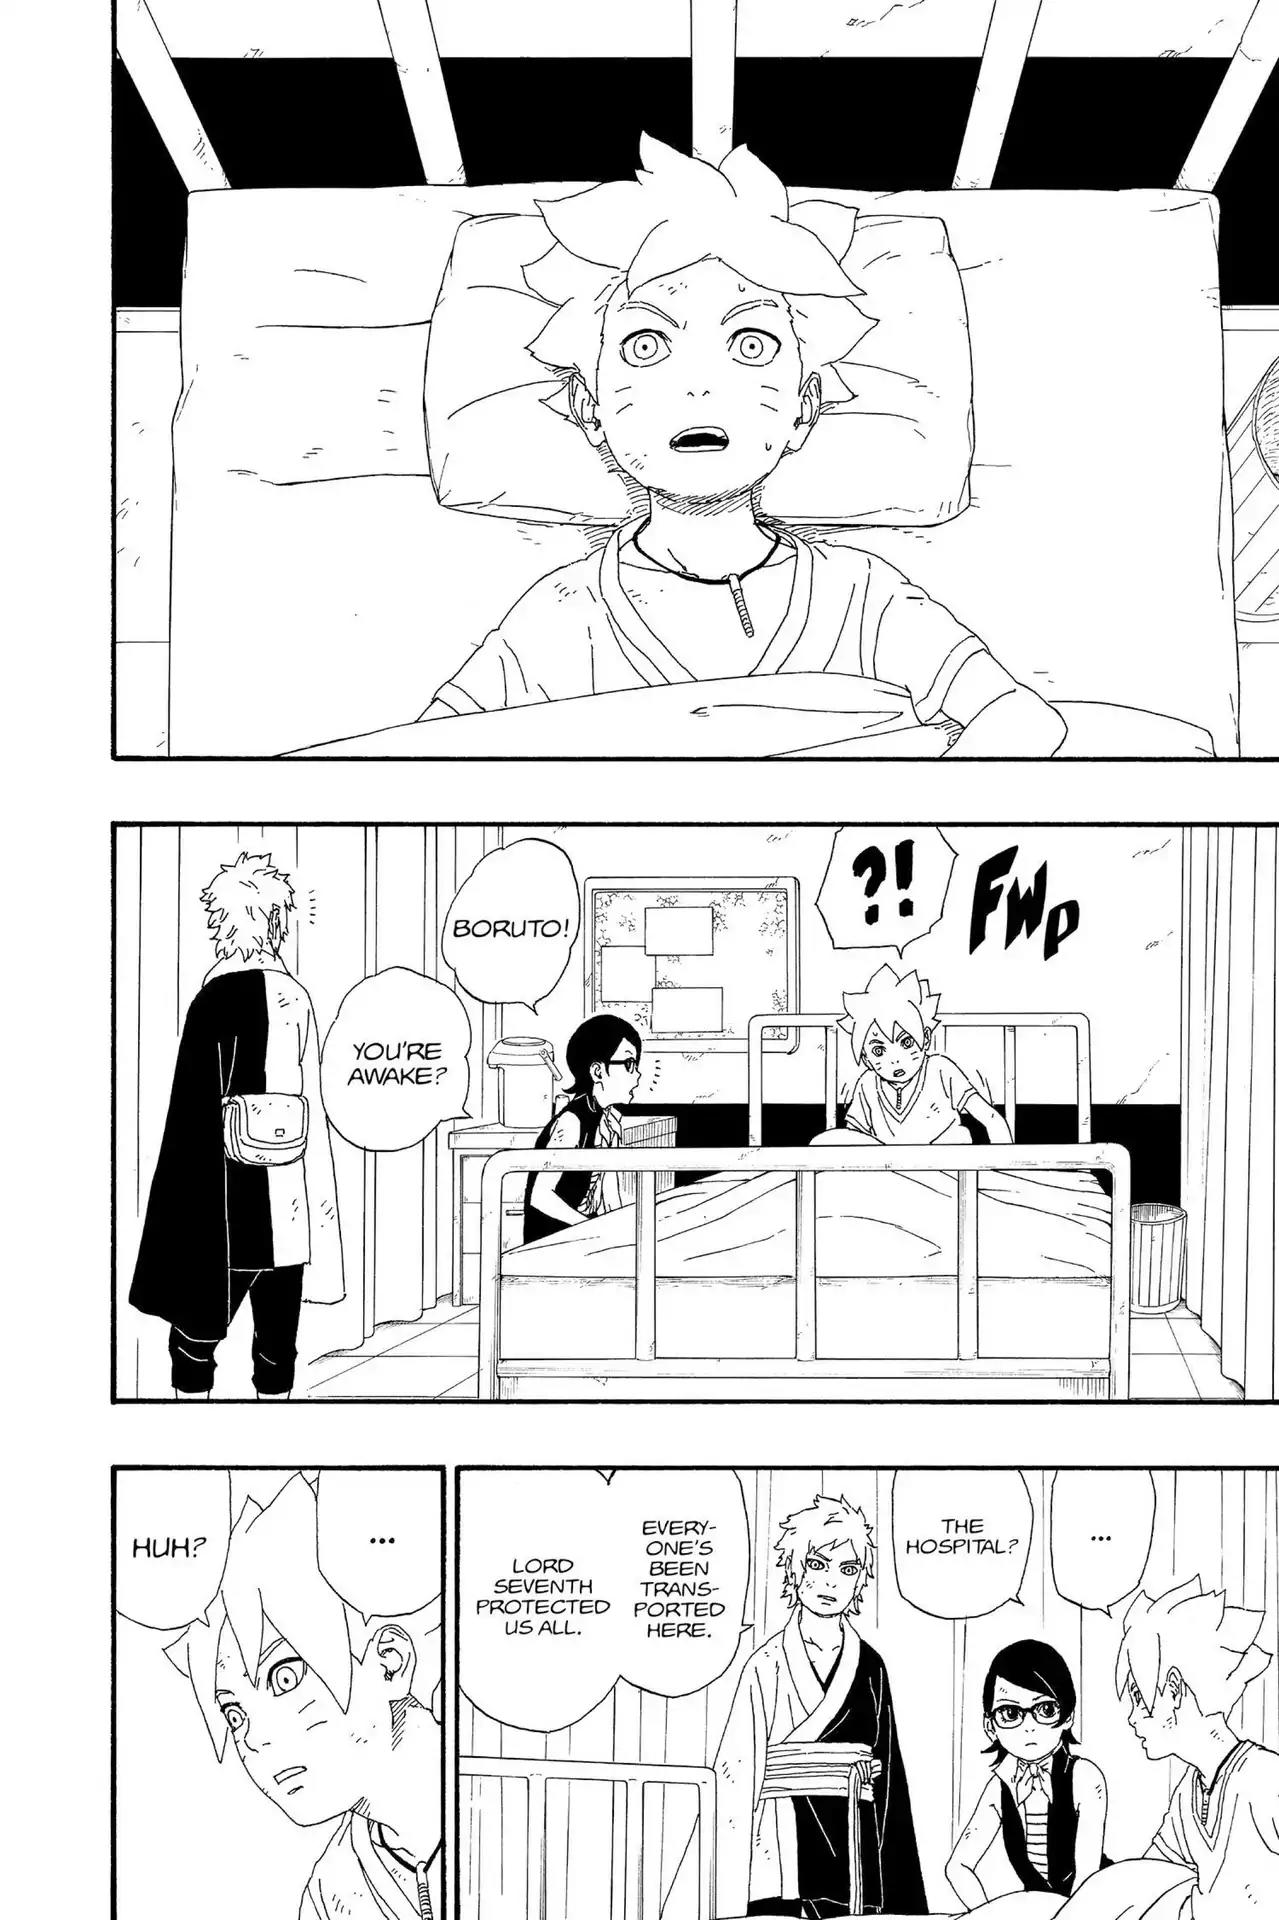 ?!
FWP
BORUTO!
YOU'RE
AWAKE?
...
THE
HOSPITAL?
EVERY-
ONE'S
BEEN
TRANS-
PORTED
HERE.
LORD
SEVENTH
PROTECTED
US ALL.
...
HUH?